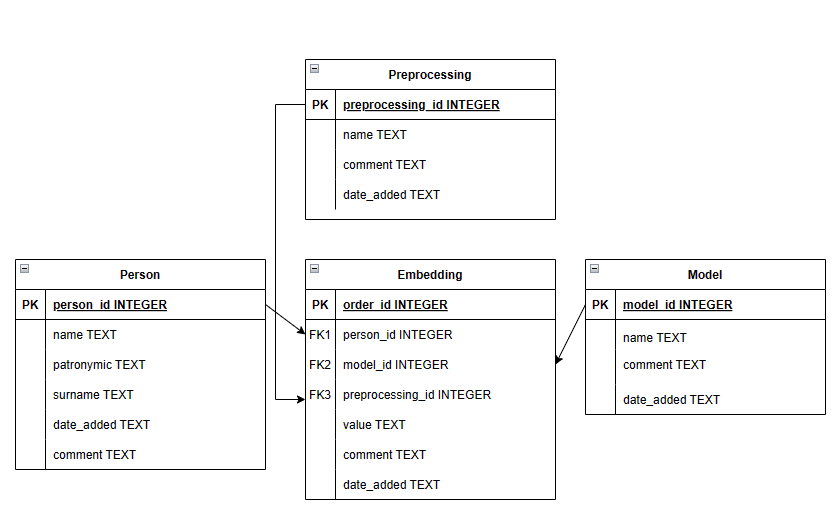 Preprocessing
PK preprocessing_id INTEGER
name TEXT
comment TEXT
date_added TEXT
Person
PK person_id INTEGER
name TEXT
patronymic TEXT
surname TEXT
date_added TEXT
comment TEXT
Embedding
PK order_id INTEGER
FK1 person_id INTEGER
FK2 model_id INTEGER
FK3 preprocessing_id INTEGER
value TEXT
comment TEXT
date_added TEXT
Model
PK model_id INTEGER
name TEXT
comment TEXT
date_added TEXT